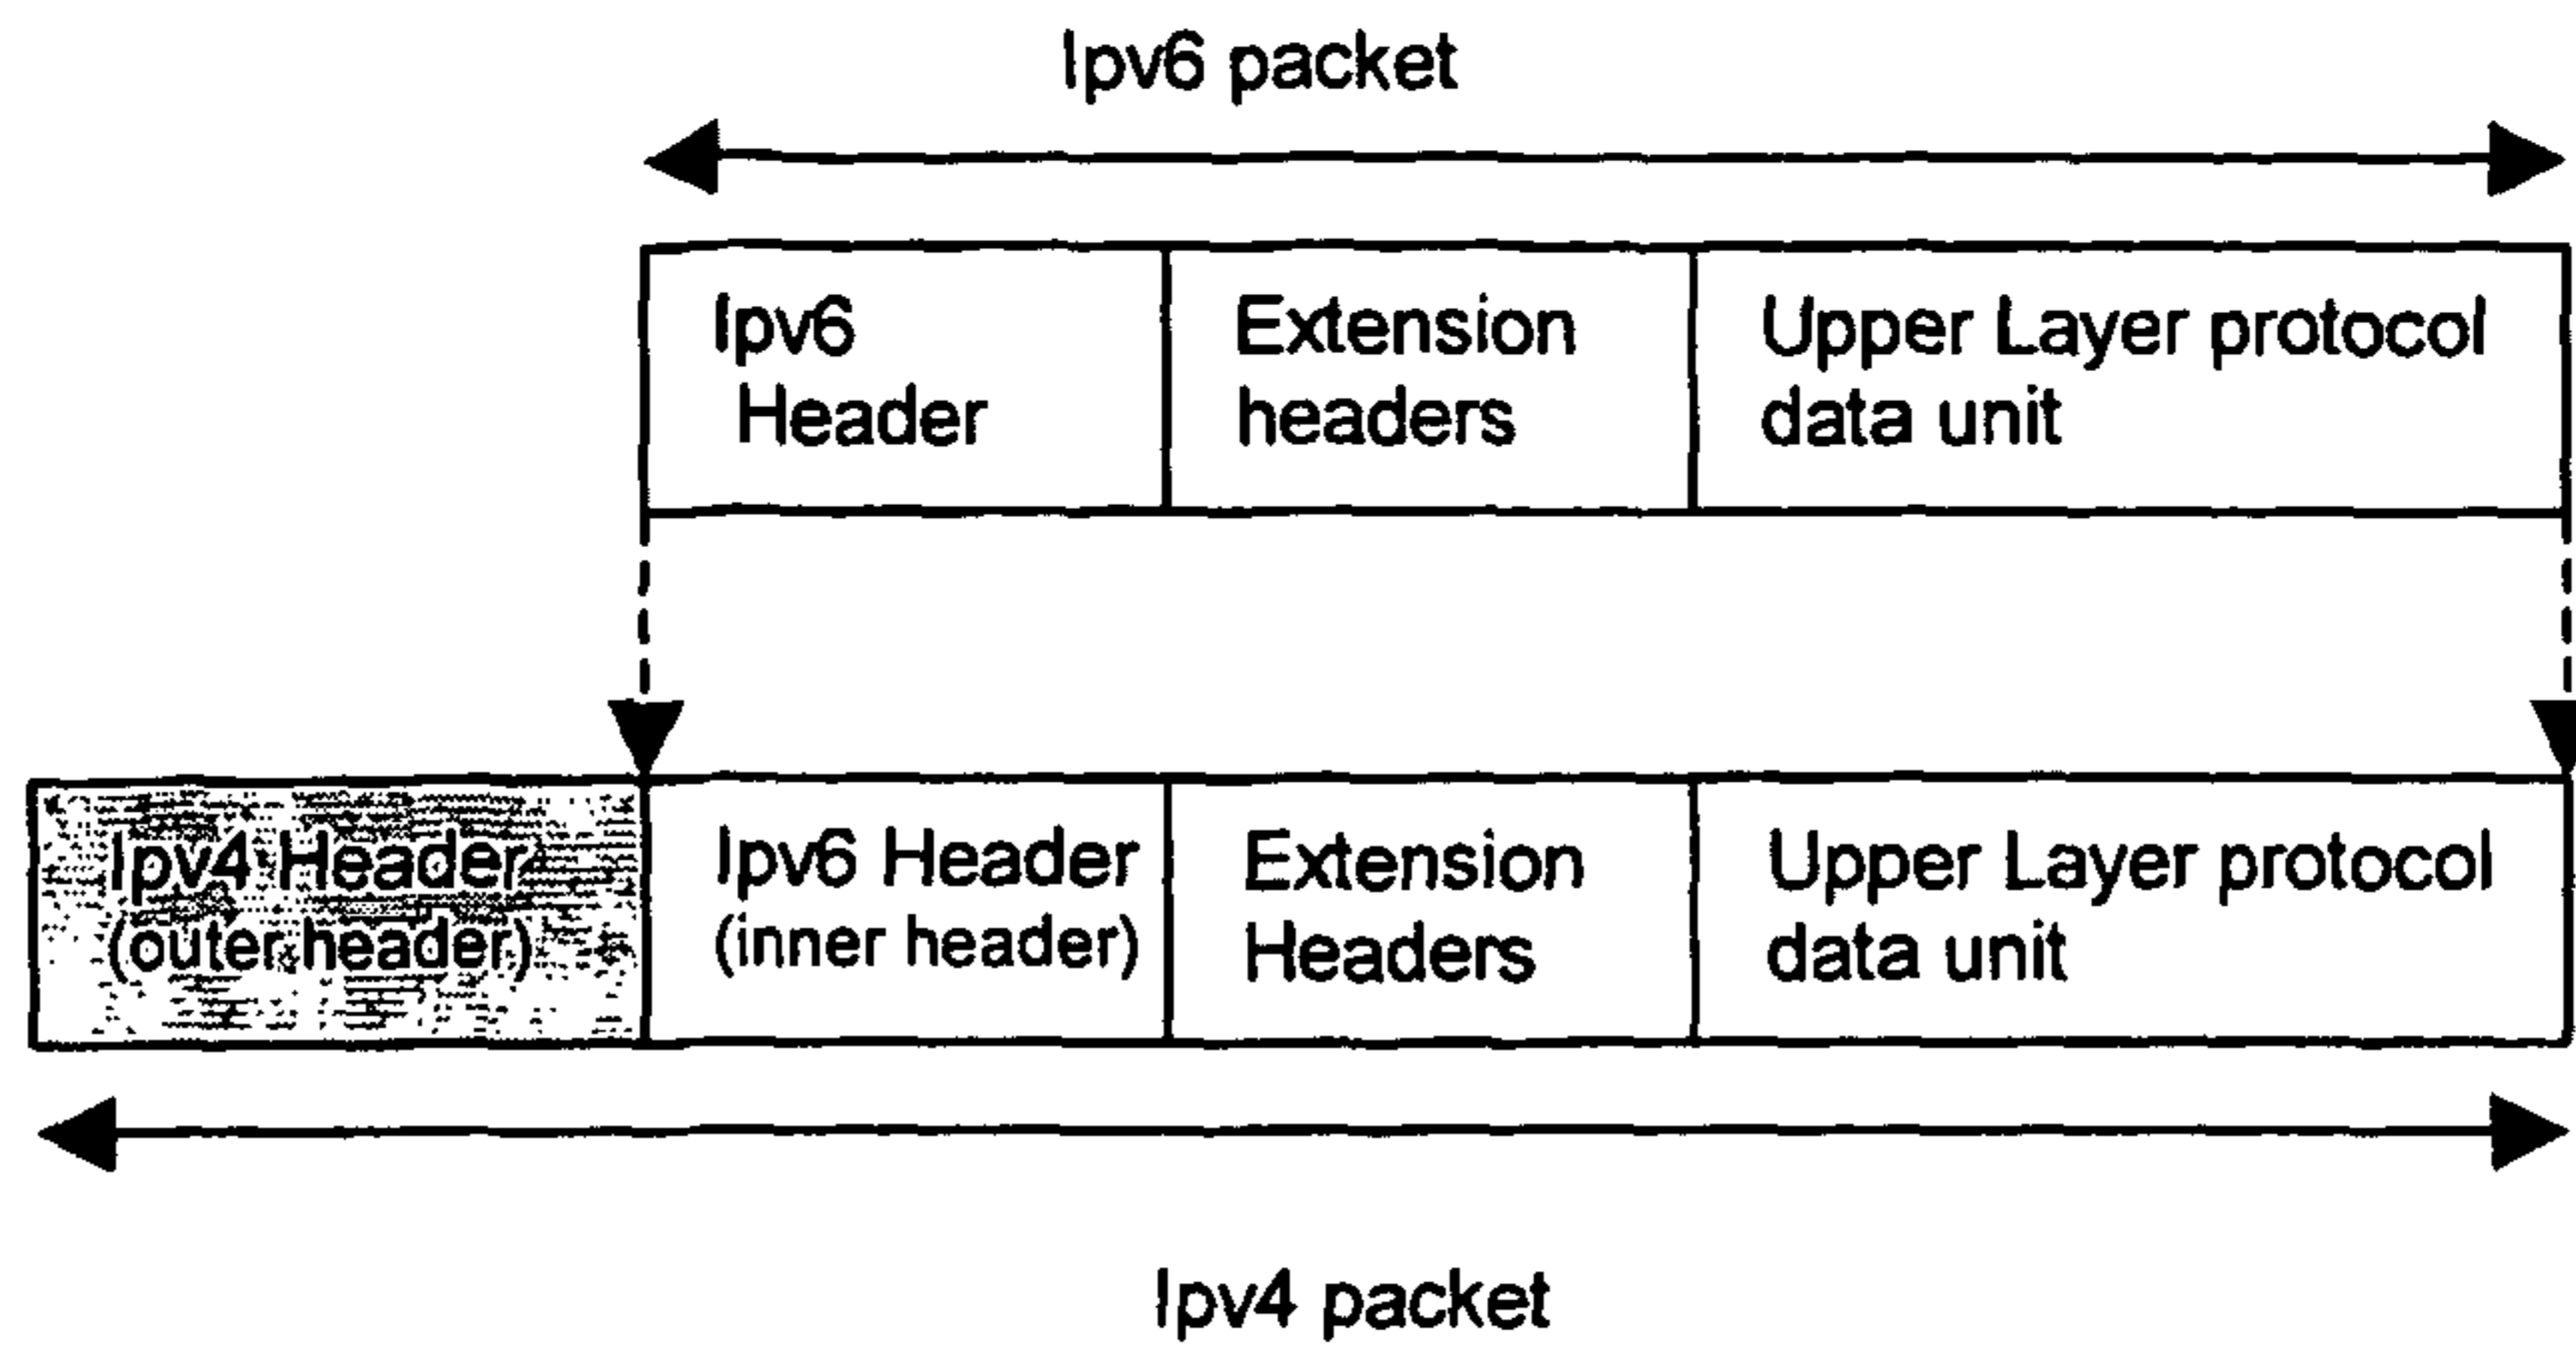 Ipv6 packet
Ipv6
Header
Extension
headers
Upper Layer protocol
data unit
Ipv4 Header
(outer header)
Ipv6 Header
(inner header)
Extension
Headers
Upper Layer protocol
data unit
Ipv4 packet